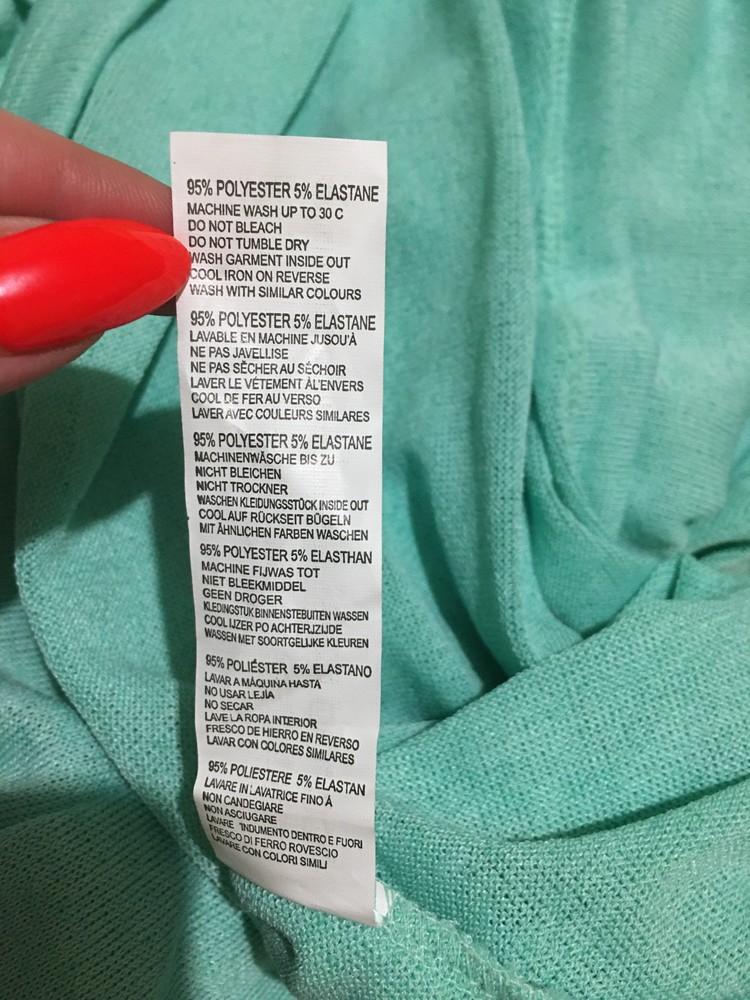 95% POLYESTER 5% ELASTANE
MACHINE WASH UP TO 30 C
DO NOT BLEACH
DO NOT TUMBLE DRY
WASH GARMENT INSIDE OUT
COOL IRON ON REVERSE
WASH WITH SIMILAR COLOURS
95% POLYESTER 5% ELASTANE
LAVABLE EN MACHINE JUSOU'À
NE PAS JAVELLISE
NE PAS SÊCHER AU SÉCHOIR
LAVER LE VÉTEMENT ÀL'ENVERS
COOL DE FER AU VERSO
LAVER AVEC COULEURS SIMILARES
95% POLYESTER 5% ELASTANE
MACHINENWÄSCHE BIS ZU
NICHT BLEICHEN
NICHT TROCKNER
WASCHEN KLEIDUNGSSTÜCK INSIDE OUT
COOL AUF RÜCKSEIT BÜGELN
MIT ÄHNLICHEN FARBEN WASCHEN
95% POLYESTER 5% ELASTHAN
MACHINE FIJWAS TOT
NIET BLEEKMIDDEL
GEEN DROGER
KLEDINGSTUK BINNENSTEBUITEN WASSEN
COOL IJZER PO ACHTERJZIJDE
WASSEN MET SOORTGELIJKE KLEUREN
95% POLIÉSTER 5% ELASTANO
LAVAR A MÁQUINA HASTA
NO USAR LEJÍA
NO SECAR
LAVE LA ROPA INTERIOR
FRESCO DE HIERRO EN REVERSO
LAVAR CON COLORES SIMILARES
95% POLIESTERE 5% ELASTAN
LAVARE IN LAVATRICE FINO Á
NON CANDEGIARE
NON ASCIUGARE
LAVARE 'INDUMENTO DENTRO E FUORI
FRESCO DI FERRO ROVESCIO
LAVARE CON COLORI SIMILI